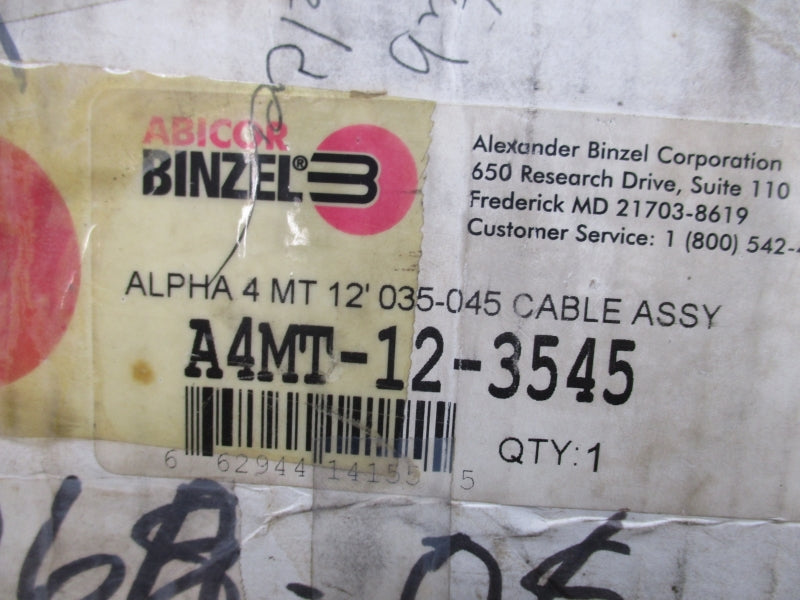 ABICOR
BINZEL®
Alexander Binzel Corporation
650 Research Drive, Suite 110
Frederick MD 21703-8619
Customer Service: 1 (800) 542-
ALPHA 4 MT 12' 035-045 CABLE ASSY
A4MT-12-3545
QTY: 1
6 62944 14155 5